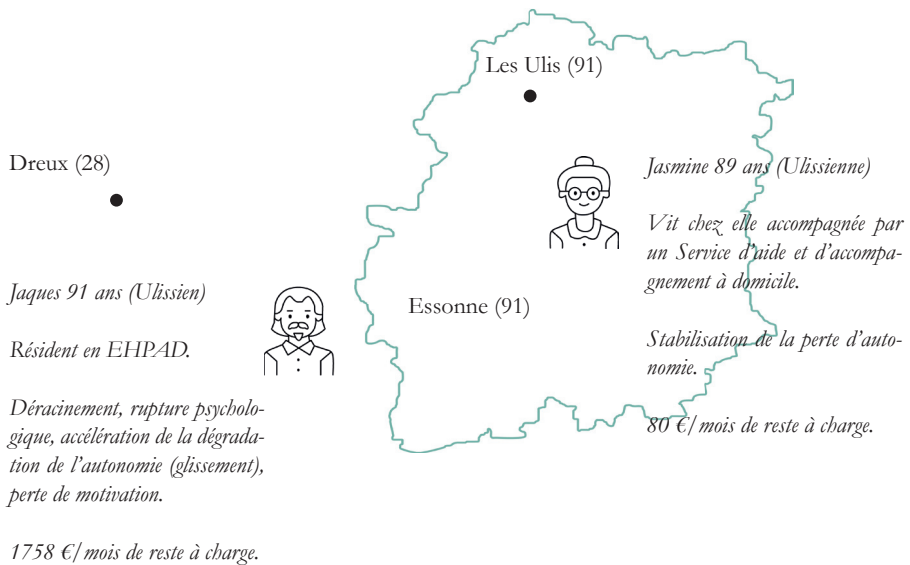 Les Ulis (91)
Dreux (28)
Jasmine 89 ans (Ulissienne)
Vit chez elle accompagnée par
un Service d'aide et d'accompa-
gnement à domicile.
Stabilisation de la perte d'auto-
nomie.
80 €/mois de reste à charge.
Essonne (91)
Jaques 91 ans (Ulissien)
Résident en EHPAD.
Déracinement, rupture psycholo-
gique, accélération de la dégrada-
tion de l'autonomie (glissement),
perte de motivation.
1758 €/mois de reste à charge.